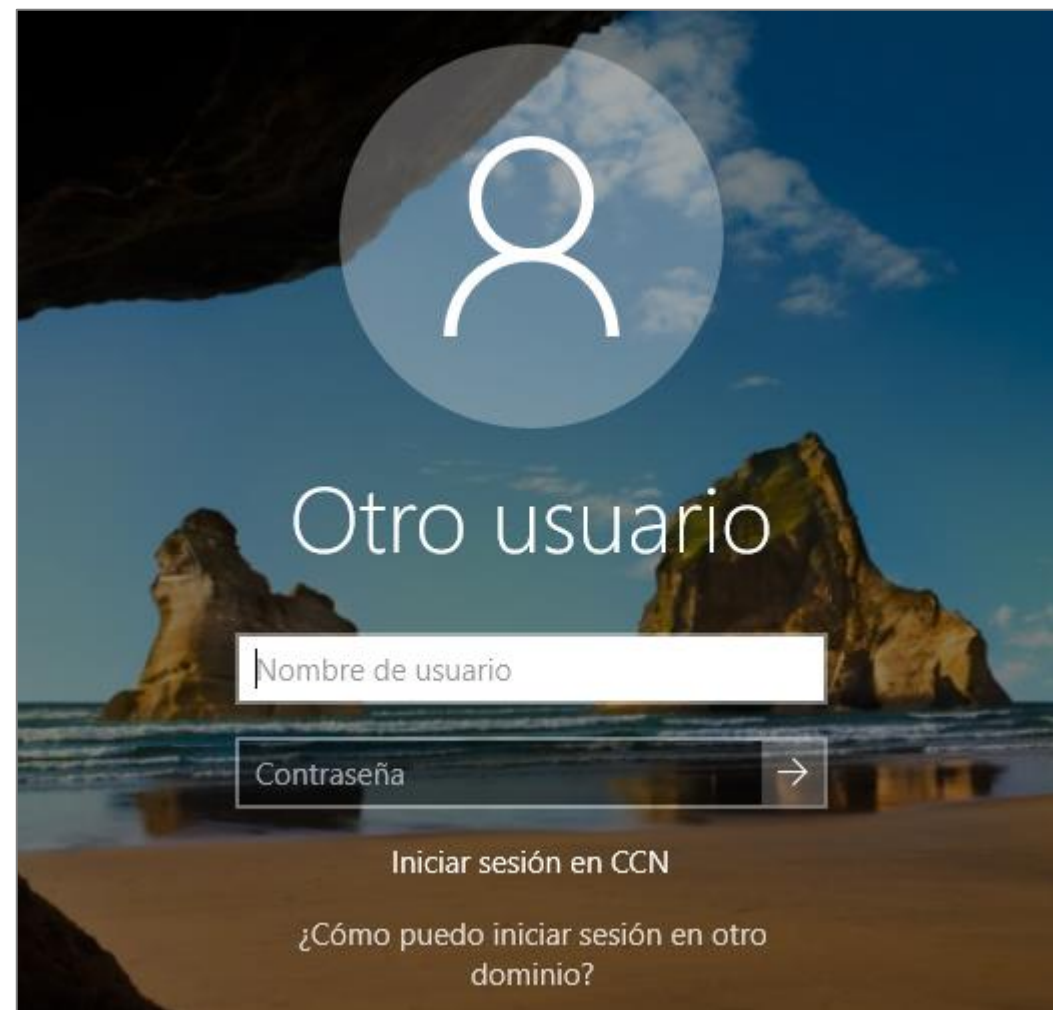 Otro usuario
Nombre de usuario
Contraseña
Iniciar sesión en CCN
¿Cómo puedo iniciar sesión en otro
dominio?